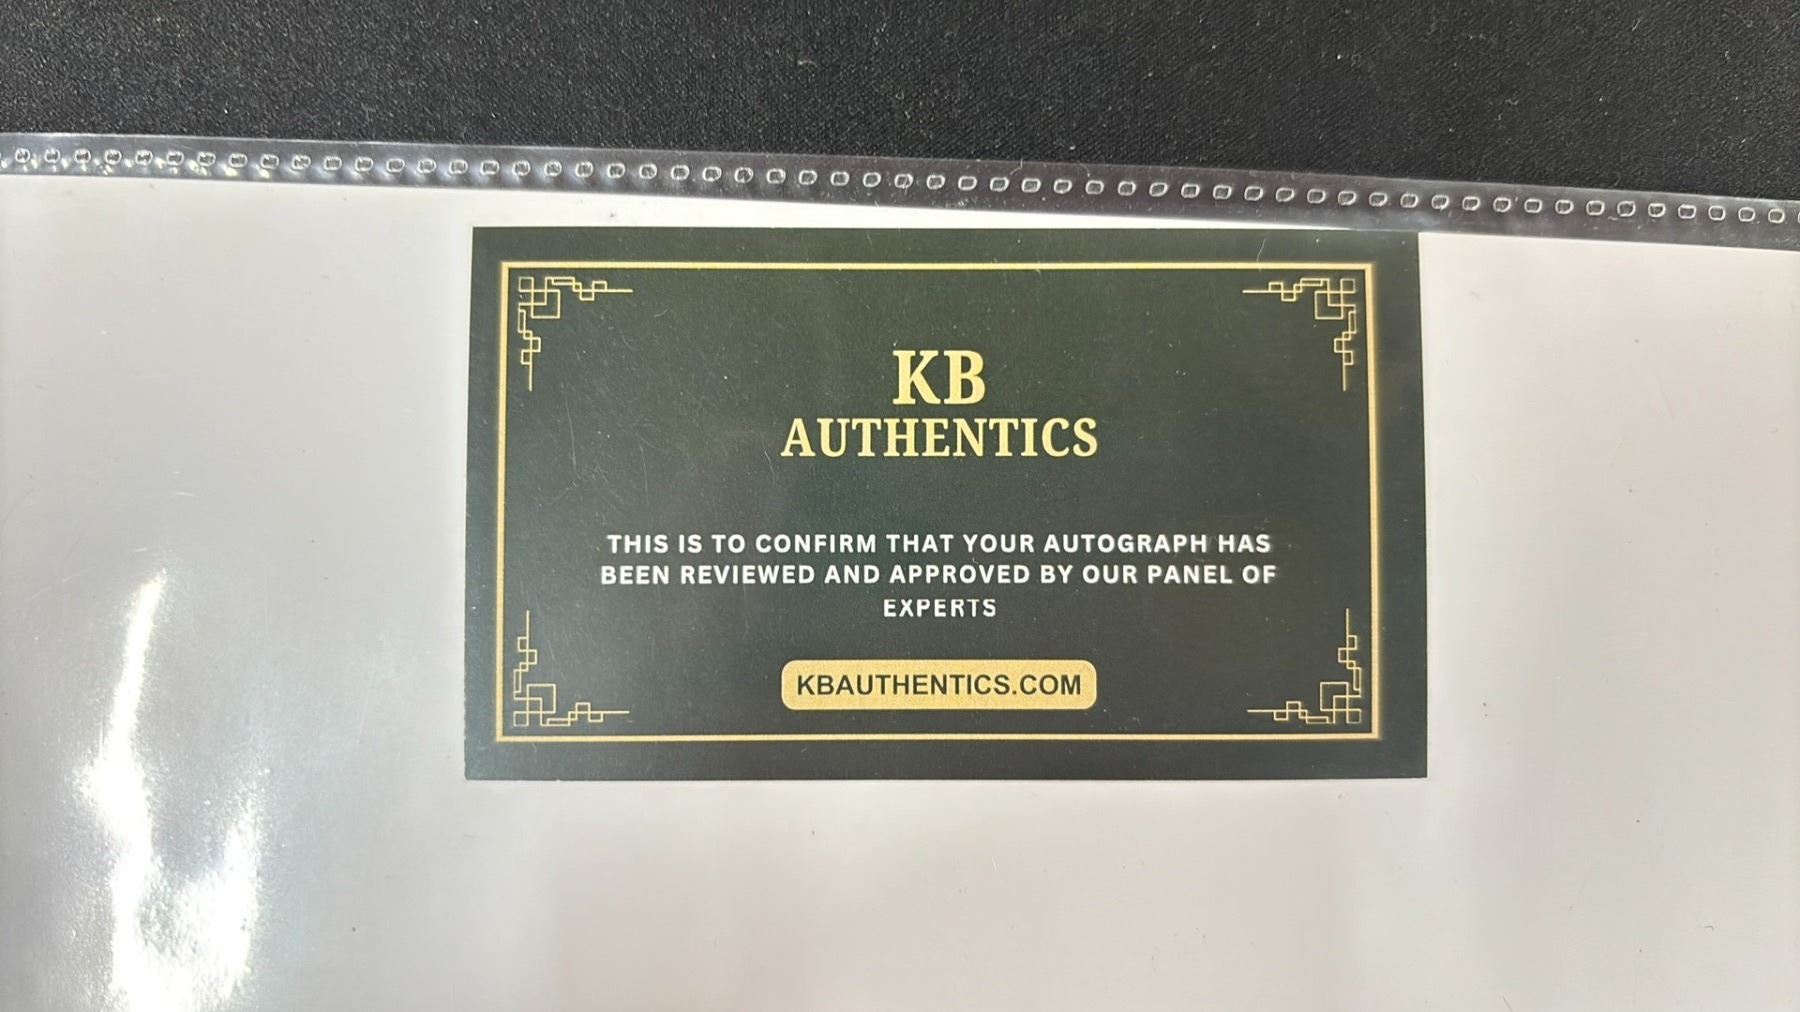 KB
AUTHENTICS
THIS IS TO CONFIRM THAT YOUR AUTOGRAPH HAS
BEEN REVIEWED AND APPROVED BY OUR PANEL OF
EXPERTS
KBAUTHENTICS.COM